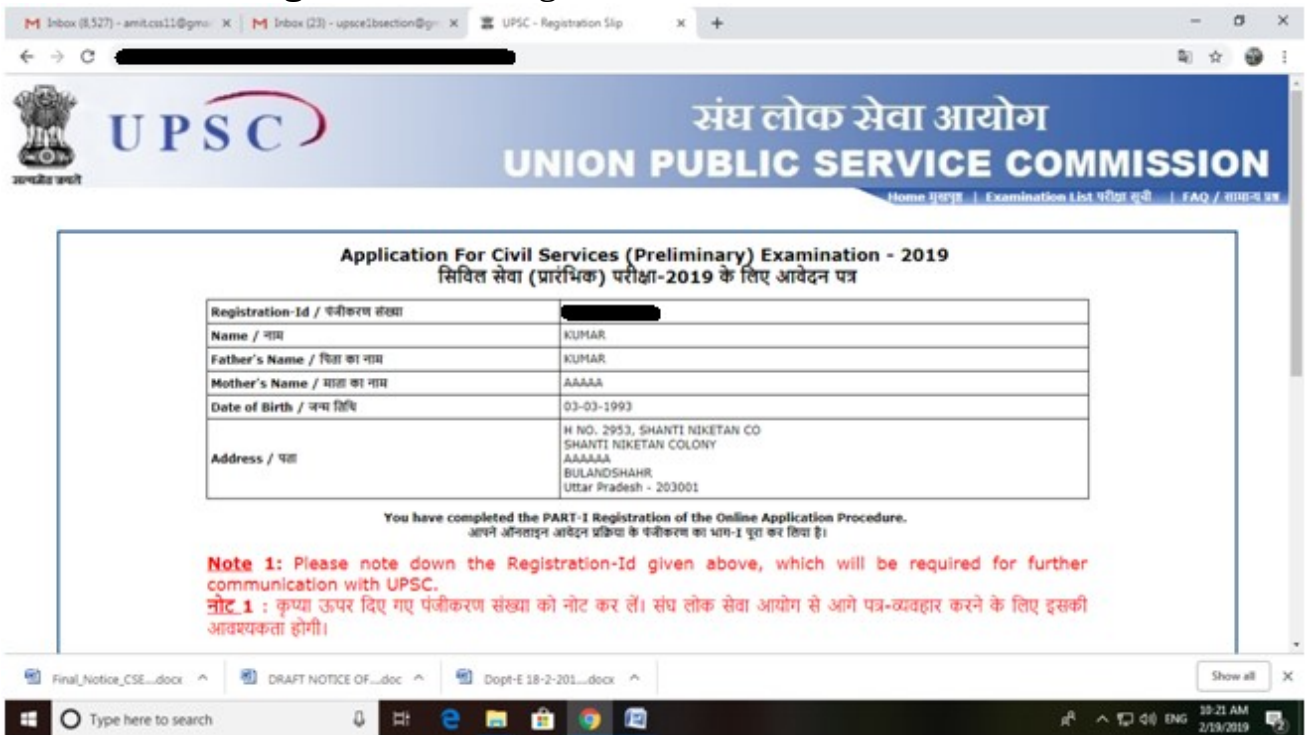 Inbox (8,527) - amit.css11@gmai
Inbox (23) - upsce1bsection@gm
UPSC - Registration Slip
सत्यमेव जयते
UPSC
संघ लोक सेवा आयोग
UNION PUBLIC SERVICE COMMISSION
Home मुखपृष्ठ | Examination List परीक्षा सूची | FAQ / सामान्य प्रश्न
Application For Civil Services (Preliminary) Examination - 2019
सिविल सेवा (प्रारंभिक) परीक्षा-2019 के लिए आवेदन पत्र
Registration-Id / पंजीकरण संख्या
Name / नाम KUMAR
Father's Name / पिता का नाम KUMAR
Mother's Name / माता का नाम AAAAA
Date of Birth / जन्म तिथि 03-03-1993
Address / पता
H NO. 2953, SHANTI NIKETAN CO
SHANTI NIKETAN COLONY
AAAAAA
BULANDSHAHR
Uttar Pradesh - 203001
You have completed the PART-I Registration of the Online Application Procedure.
आपने ऑनलाइन आवेदन प्रक्रिया के पंजीकरण का भाग-I पूरा कर लिया है।
Note 1: Please note down the Registration-Id given above, which will be required for further
communication with UPSC.
नोट 1 : कृप्या ऊपर दिए गए पंजीकरण संख्या को नोट कर लें। संघ लोक सेवा आयोग से आगे पत्र-व्यवहार करने के लिए इसकी
आवश्यकता होगी।
Final_Notice_CSE....docx
DRAFT NOTICE OF....doc
Dopt-E 18-2-201....docx
Show all
Type here to search
ENG
10:21 AM
2/19/2019